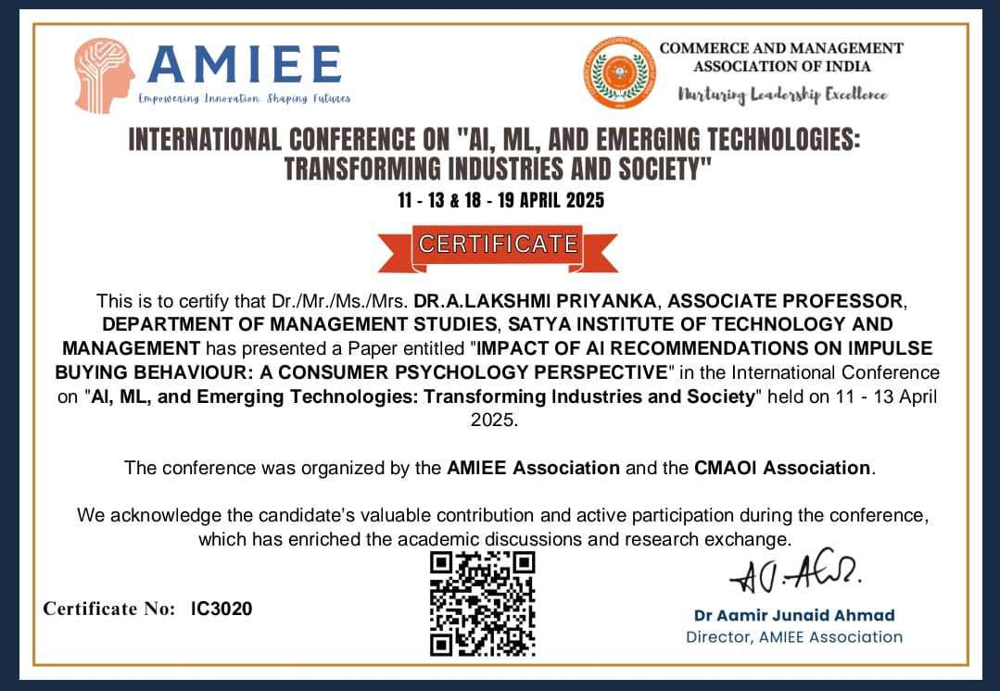 AMIEE
Empowering Innovation. Shaping Futures
COMMERCE AND MANAGEMENT
ASSOCIATION OF INDIA
Nurturing Leadership Excellence
INTERNATIONAL CONFERENCE ON "AI, ML, AND EMERGING TECHNOLOGIES:
TRANSFORMING INDUSTRIES AND SOCIETY"
11 - 13 & 18 - 19 APRIL 2025
CERTIFICATE
This is to certify that Dr./Mr./Ms./Mrs. DR.A.LAKSHMI PRIYANKA, ASSOCIATE PROFESSOR,
DEPARTMENT OF MANAGEMENT STUDIES, SATYA INSTITUTE OF TECHNOLOGY AND
MANAGEMENT has presented a Paper entitled "IMPACT OF AI RECOMMENDATIONS ON IMPULSE
BUYING BEHAVIOUR: A CONSUMER PSYCHOLOGY PERSPECTIVE" in the International Conference
on "AI, ML, and Emerging Technologies: Transforming Industries and Society" held on 11 - 13 April
2025.
The conference was organized by the AMIEE Association and the CMAOI Association.
We acknowledge the candidate’s valuable contribution and active participation during the conference,
which has enriched the academic discussions and research exchange.
Certificate No: IC3020
Dr Aamir Junaid Ahmad
Director, AMIEE Association